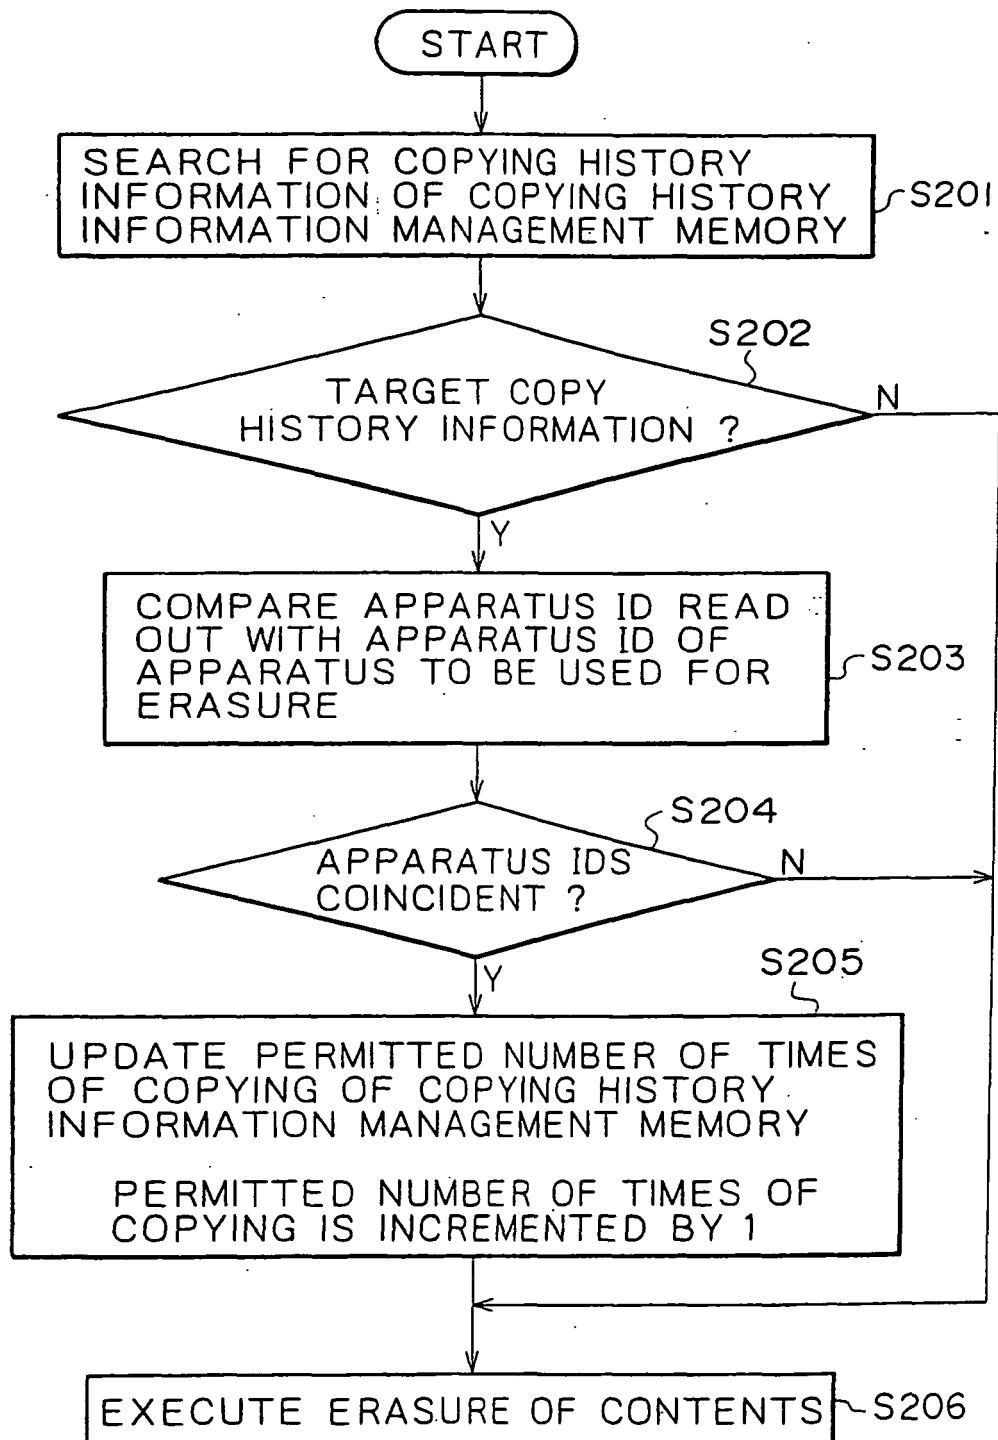 START
SEARCH FOR COPYING HISTORY
INFORMATION OF COPYING HISTORY
INFORMATION MANAGEMENT MEMORY
S201
S202
TARGET COPY
HISTORY INFORMATION ?
N
Y
COMPARE APPARATUS ID READ
OUT WITH APPARATUS ID OF
APPARATUS TO BE USED FOR
ERASURE
S203
S204
APPARATUS IDS
COINCIDENT ?
N
Y
S205
UPDATE PERMITTED NUMBER OF TIMES
OF COPYING OF COPYING HISTORY
INFORMATION MANAGEMENT MEMORY
PERMITTED NUMBER OF TIMES OF
COPYING IS INCREMENTED BY 1
EXECUTE ERASURE OF CONTENTS
S206